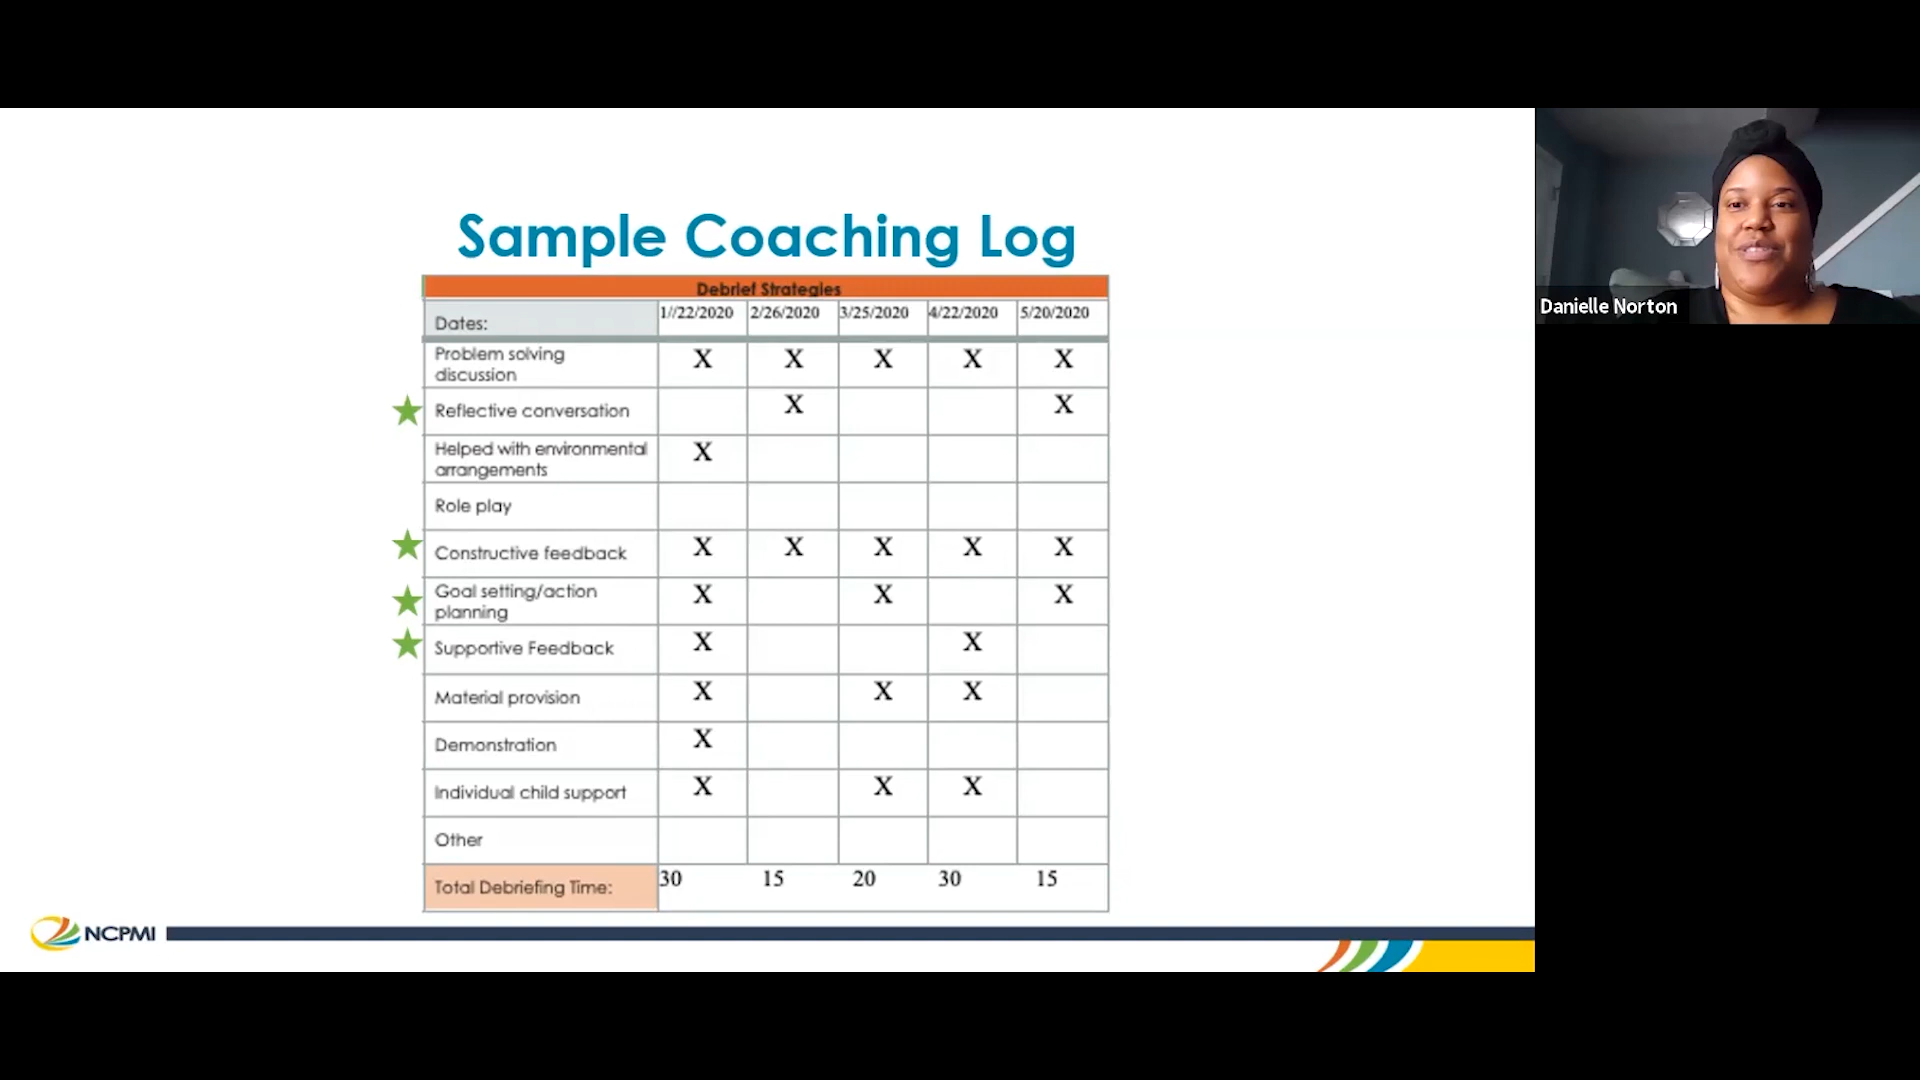 Sample Coaching Log
Debrief Strategies
Dates: 1//22/2020 2/26/2020 3/25/2020 4/22/2020 5/20/2020
Problem solving
discussion X X X X X
Reflective conversation X X
Helped with environmental
arrangements X
Role play
Constructive feedback X X X X X
Goal setting/action
planning X X X
Supportive Feedback X X
Material provision X X X
Demonstration X
Individual child support X X X
Other
Total Debriefing Time: 30 15 20 30 15
NCPMI
Danielle Norton